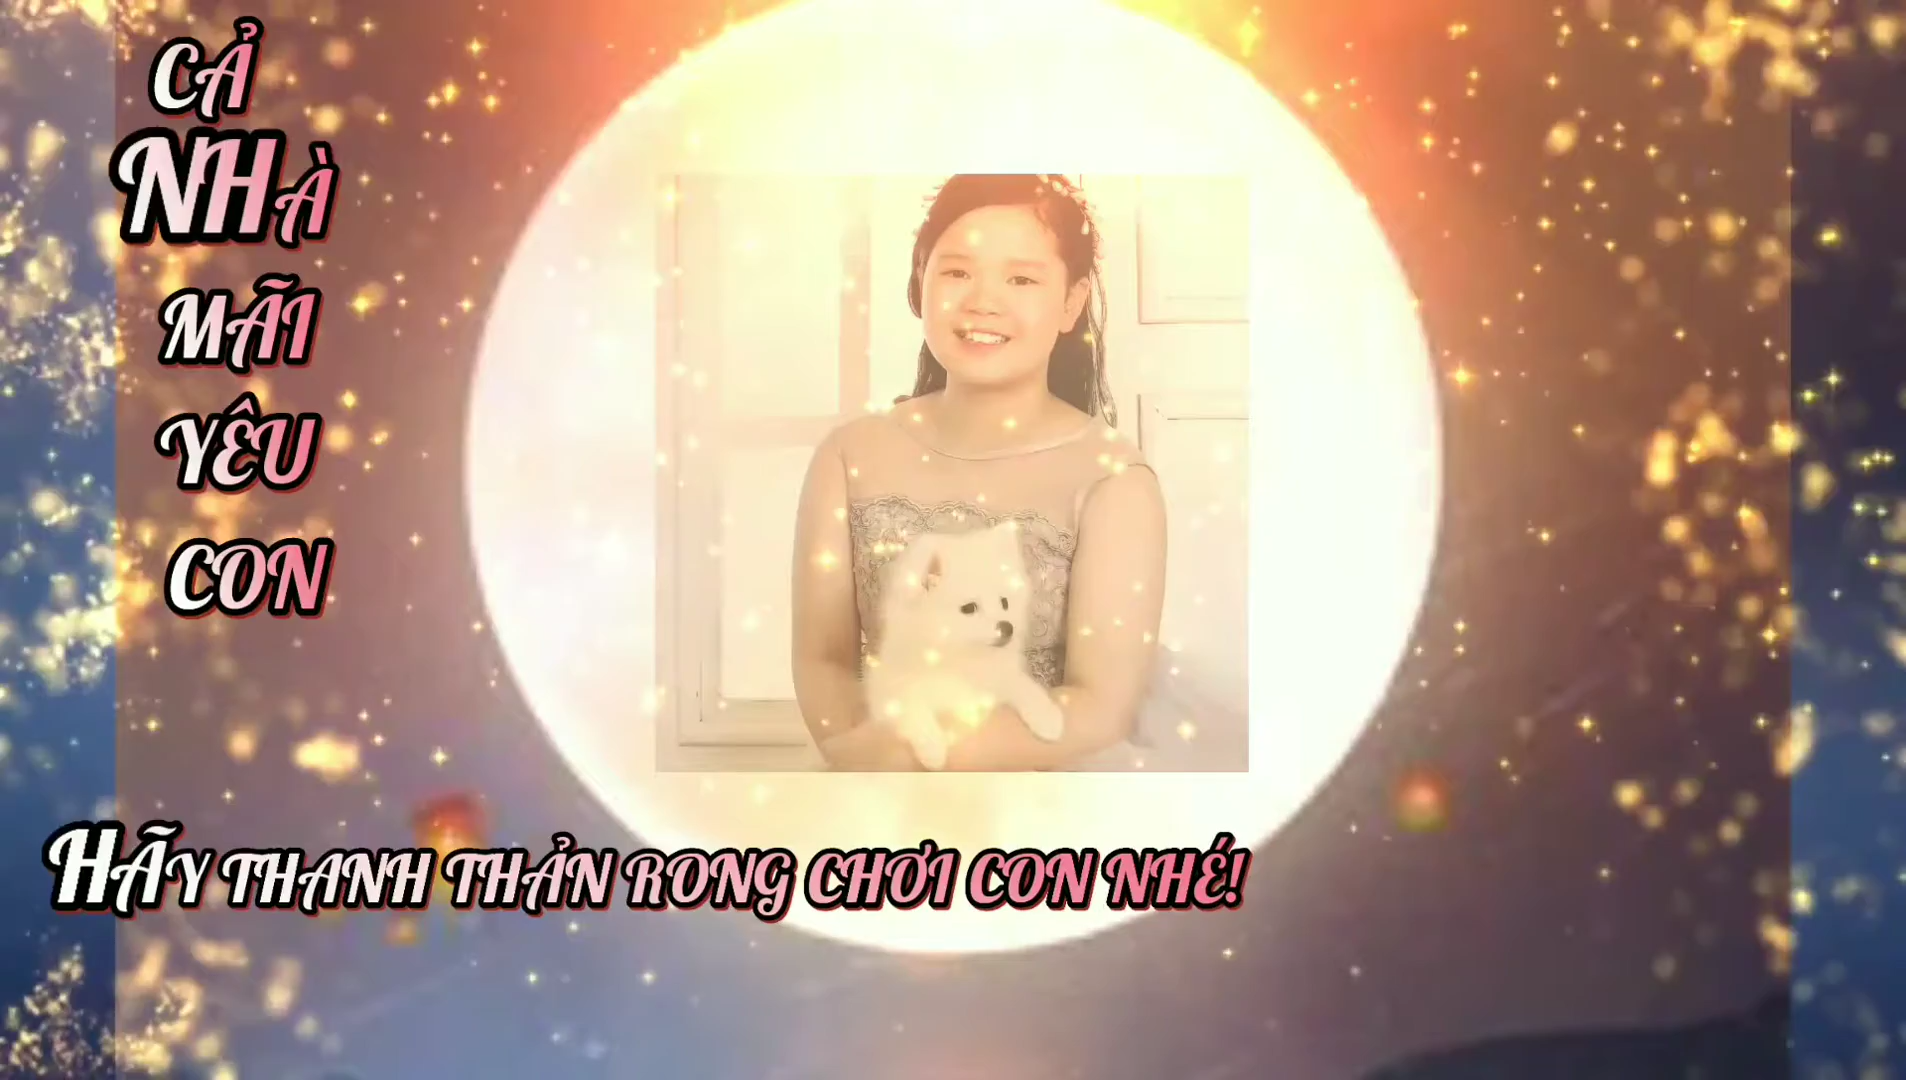 CẢ
NHÀ
MÃI
YÊU
CON
HÃY THANH THẢN RONG CHƠI CON NHÉ!